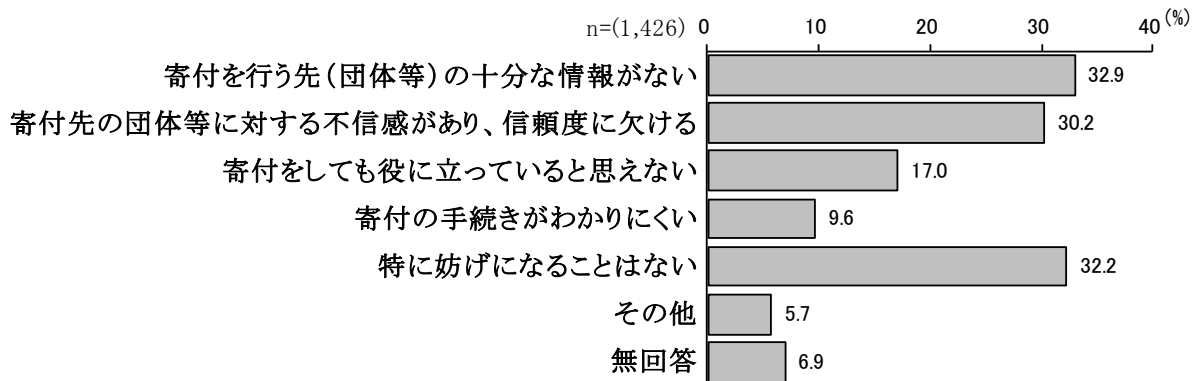 n=(1,426) 0 10 20 30 40 (%)
寄付を行う先(団体等)の十分な情報がない 32.9
寄付先の団体等に対する不信感があり、信頼度に欠ける 30.2
寄付をしても役に立っていると思えない 17.0
寄付の手続きがわかりにくい 9.6
特に妨げになることはない 32.2
その他 5.7
無回答 6.9